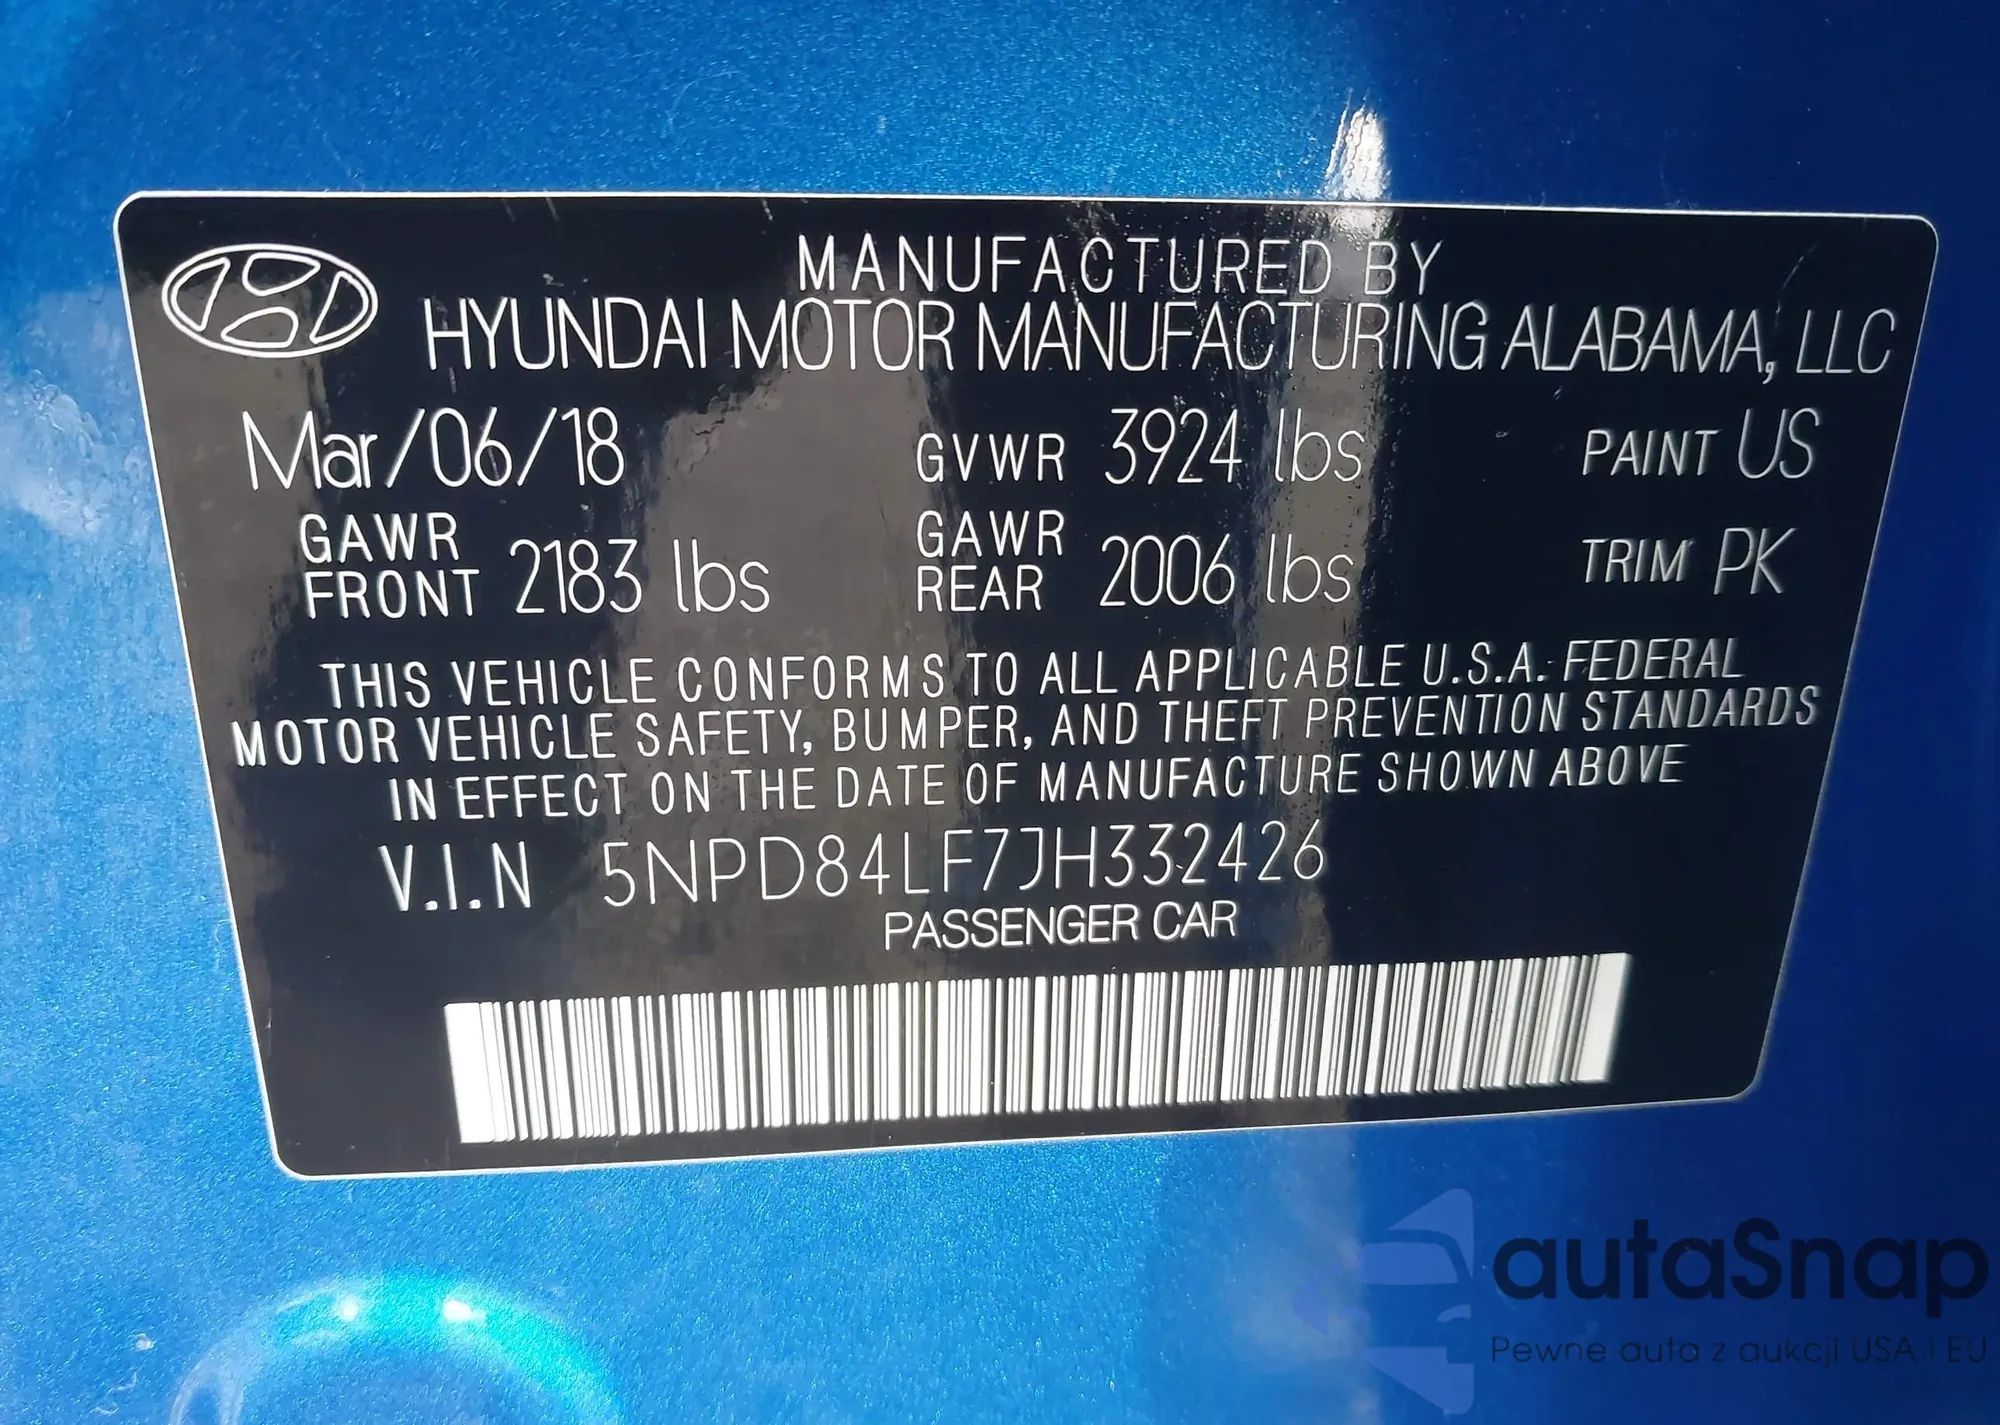 MANUFACTURED BY
HYUNDAI MOTOR MANUFACTURING ALABAMA, LLC
Mar/06/18 GVWR 3924 lbs PAINT US
GAWR FRONT 2183 lbs GAWR REAR 2006 lbs TRIM PK
THIS VEHICLE CONFORMS TO ALL APPLICABLE U.S.A. FEDERAL
MOTOR VEHICLE SAFETY, BUMPER, AND THEFT PREVENTION STANDARDS
IN EFFECT ON THE DATE OF MANUFACTURE SHOWN ABOVE
V.I.N 5NPD84LF7JH332426
PASSENGER CAR
autaSnap
Pewne auta z aukcji USA i EU